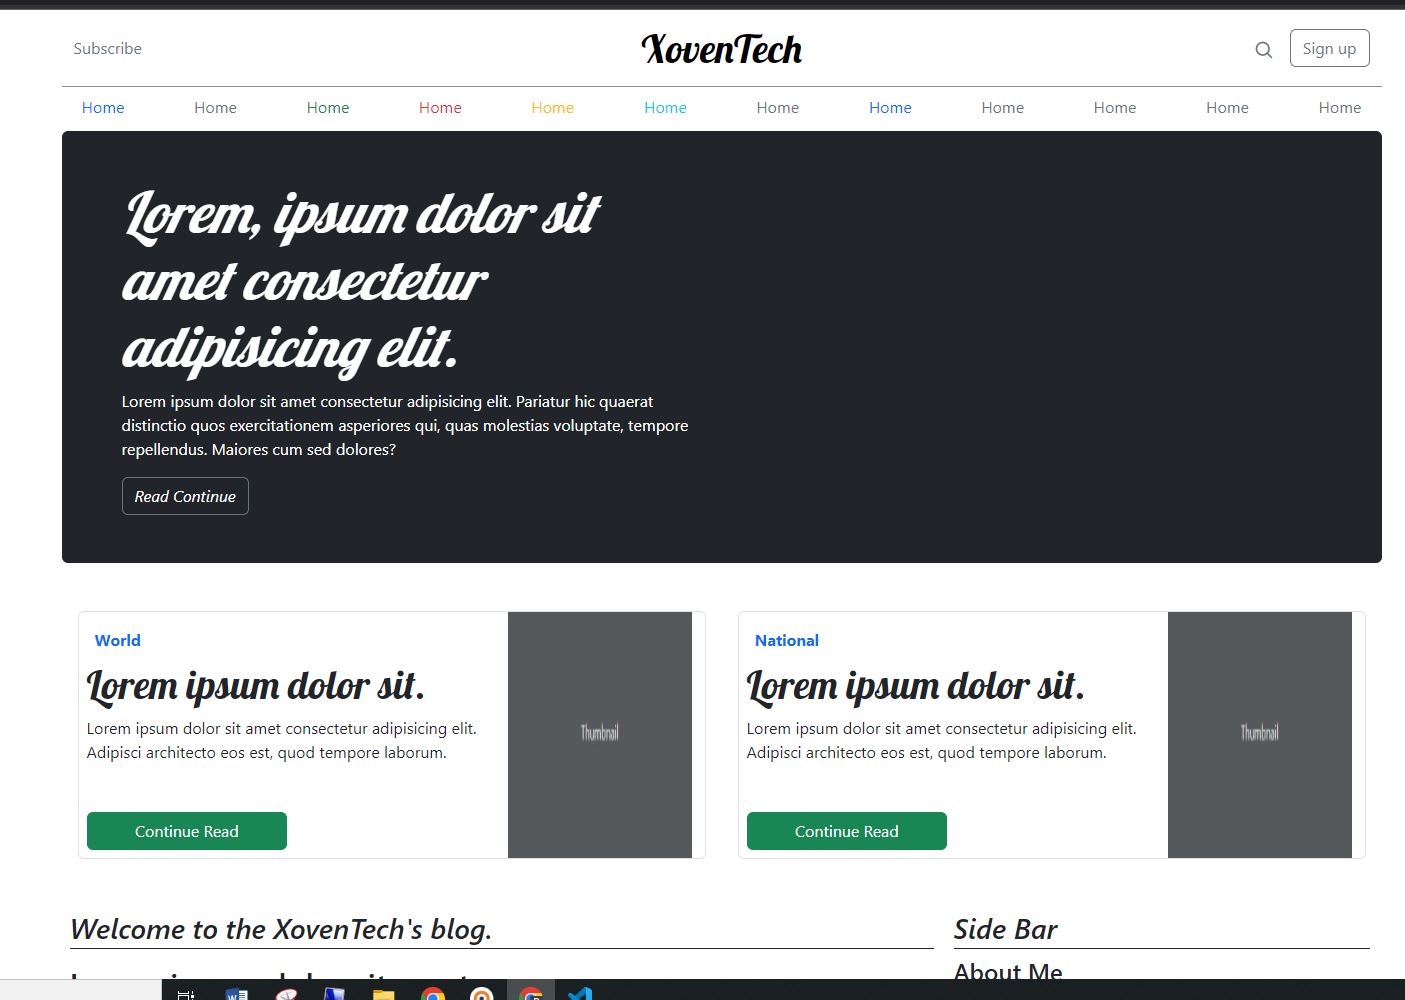 Subscribe XovenTech Sign up
Home Home Home Home Home Home Home Home Home Home Home Home
Lorem, ipsum dolor sit
amet consectetur
adipisicing elit.
Lorem ipsum dolor sit amet consectetur adipisicing elit. Pariatur hic quaerat
distinctio quos exercitationem asperiores qui, quas molestias voluptate, tempore
repellendus. Maiores cum sed dolores?
Read Continue
World
Lorem ipsum dolor sit.
Lorem ipsum dolor sit amet consectetur adipisicing elit.
Adipisci architecto eos est, quod tempore laborum.
Continue Read
Thumbnail
National
Lorem ipsum dolor sit.
Lorem ipsum dolor sit amet consectetur adipisicing elit.
Adipisci architecto eos est, quod tempore laborum.
Continue Read
Thumbnail
Welcome to the XovenTech's blog.
Side Bar
About Me